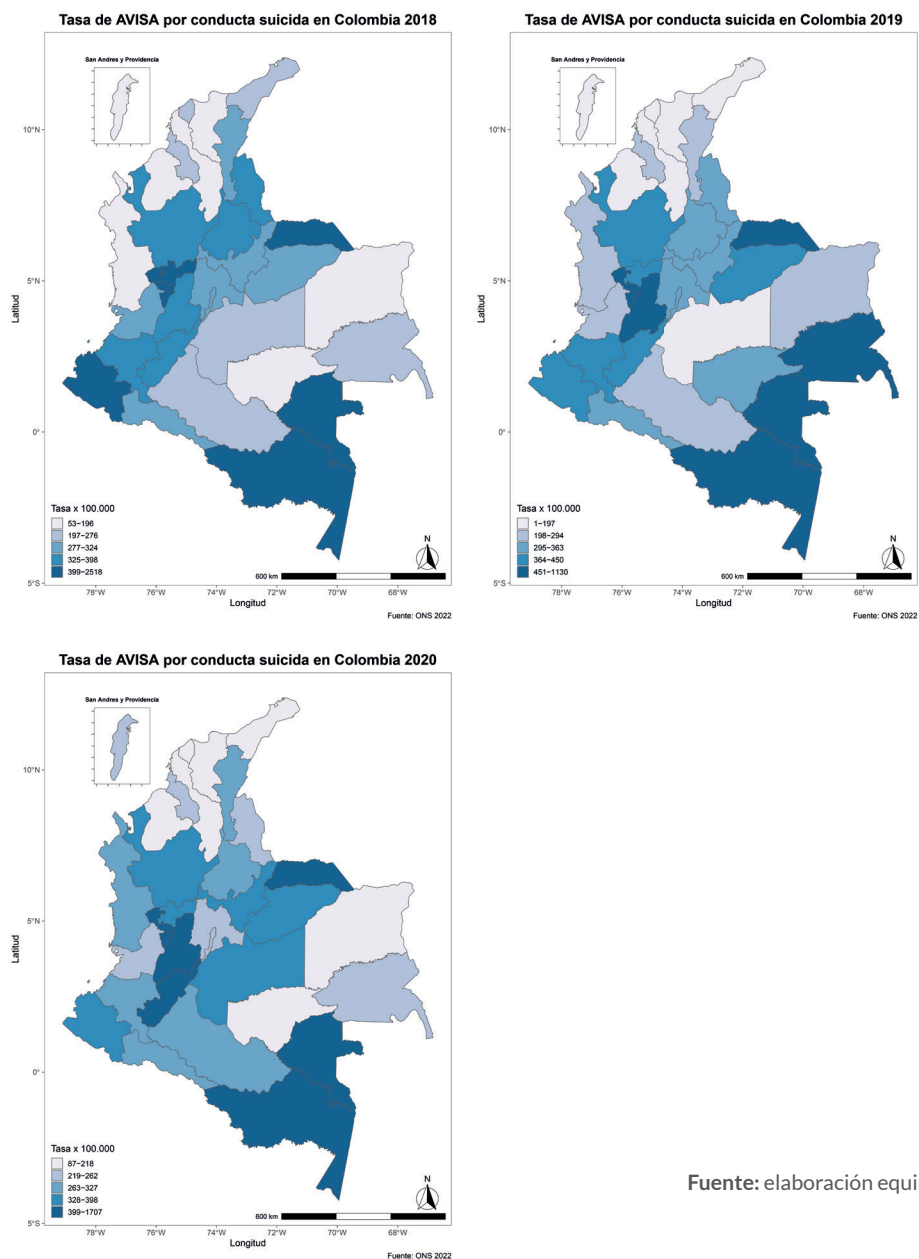 Tasa de AVISA por conducta suicida en Colombia 2018
San Andres y Providencia
10°N
5°N
0°
5°S
Latitud
Tasa x 100.000
53-196
197-276
277-324
325-398
399-2518
N
600 km
78°W 76°W 74°W 72°W 70°W 68°W
Longitud
Fuente: ONS 2022
Tasa de AVISA por conducta suicida en Colombia 2019
San Andres y Providencia
10°N
5°N
0°
5°S
Latitud
Tasa x 100.000
1-197
198-294
295-363
364-450
451-1130
N
600 km
78°W 76°W 74°W 72°W 70°W 68°W
Longitud
Fuente: ONS 2022
Tasa de AVISA por conducta suicida en Colombia 2020
San Andres y Providencia
10°N
5°N
0°
5°S
Latitud
Tasa x 100.000
87-218
219-262
263-327
328-398
399-1707
N
600 km
78°W 76°W 74°W 72°W 70°W 68°W
Longitud
Fuente: ONS 2022
Fuente: elaboración equi